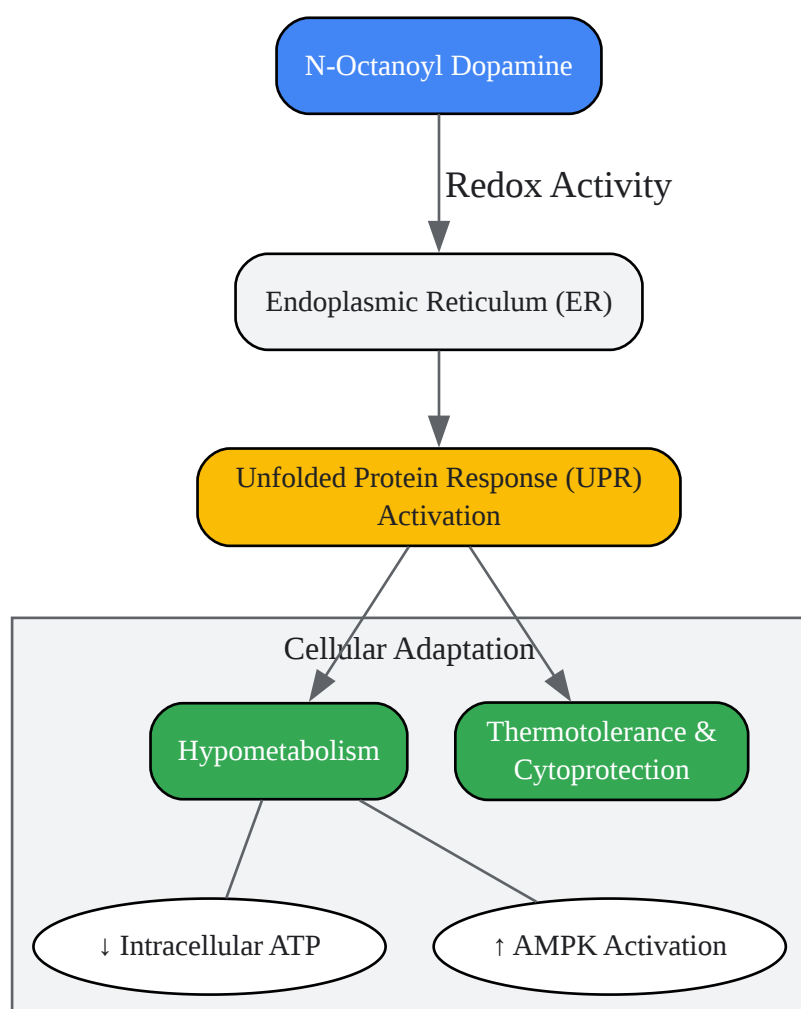 N-Octanoyl Dopamine
Redox Activity
Endoplasmic Reticulum (ER)
Unfolded Protein Response (UPR)
Activation
Cellular Adaptation
Hypometabolism
Thermotolerance &
Cytoprotection
↓ Intracellular ATP
↑ AMPK Activation